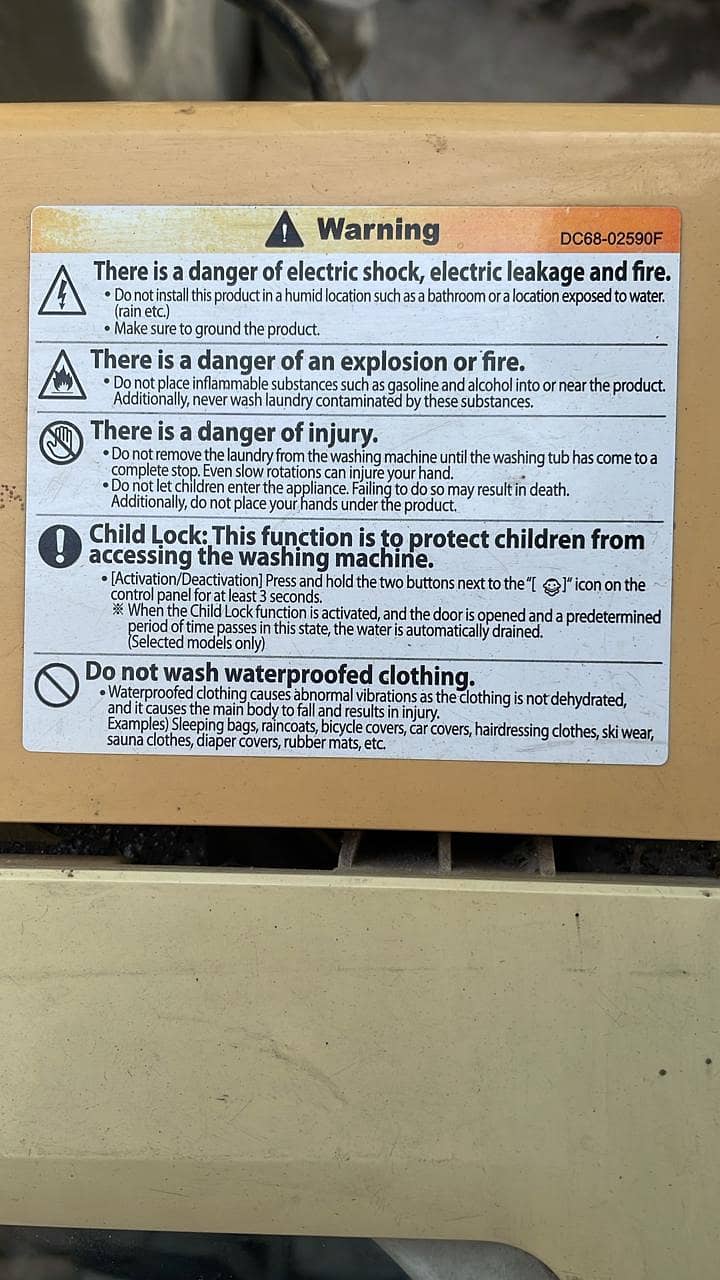 Warning
DC68-02590F
There is a danger of electric shock, electric leakage and fire.
• Do not install this product in a humid location such as a bathroom or a location exposed to water.
(rain etc.)
• Make sure to ground the product.
There is a danger of an explosion or fire.
• Do not place inflammable substances such as gasoline and alcohol into or near the product.
Additionally, never wash laundry contaminated by these substances.
There is a danger of injury.
• Do not remove the laundry from the washing machine until the washing tub has come to a
complete stop. Even slow rotations can injure your hand.
• Do not let children enter the appliance. Failing to do so may result in death.
Additionally, do not place your hands under the product.
Child Lock: This function is to protect children from
accessing the washing machine.
• [Activation/Deactivation] Press and hold the two buttons next to the "[ ]" icon on the
control panel for at least 3 seconds.
※ When the Child Lock function is activated, and the door is opened and a predetermined
period of time passes in this state, the water is automatically drained.
(Selected models only)
Do not wash waterproofed clothing.
• Waterproofed clothing causes abnormal vibrations as the clothing is not dehydrated,
and it causes the main body to fall and results in injury.
Examples) Sleeping bags, raincoats, bicycle covers, car covers, hairdressing clothes, ski wear,
sauna clothes, diaper covers, rubber mats, etc.